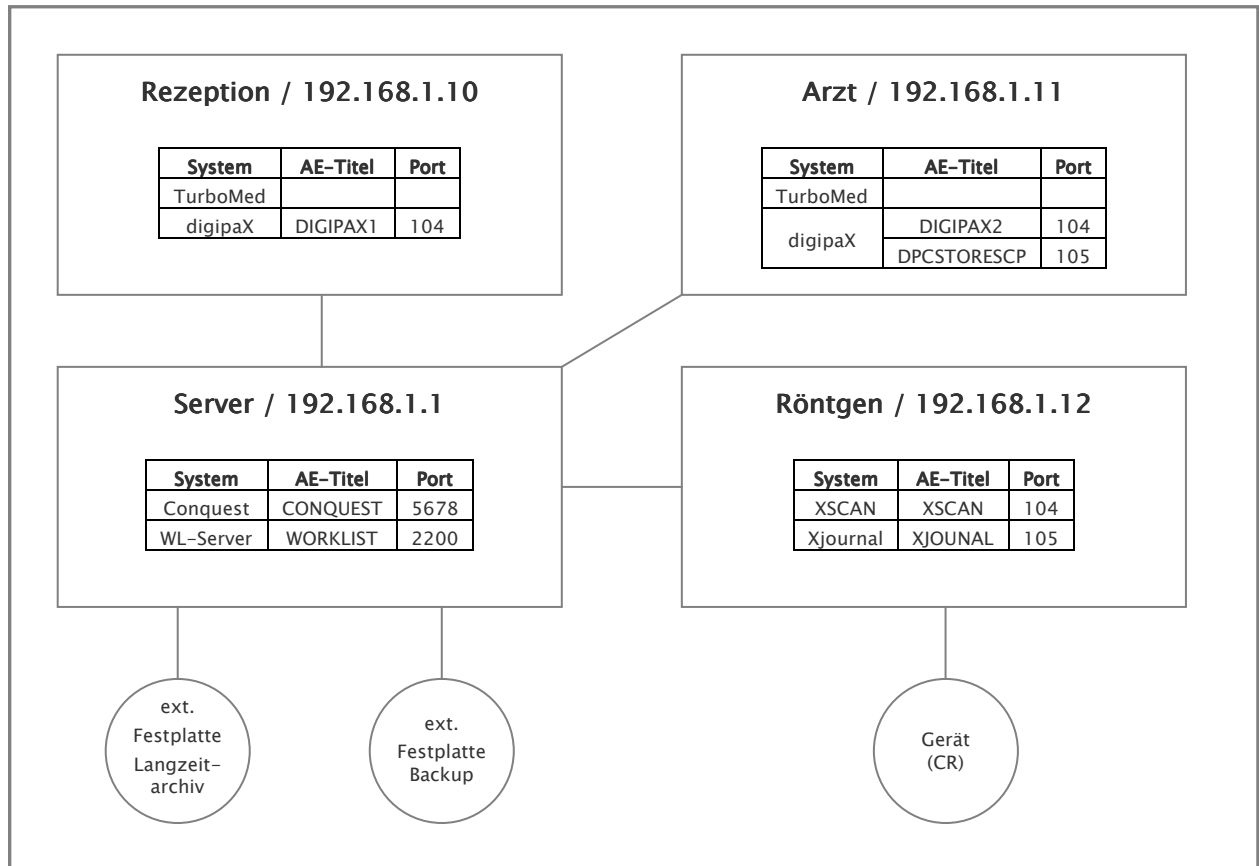 Rezeption / 192.168.1.10
System AE-Titel Port
TurboMed
digipaX DIGIPAX1 104
Arzt / 192.168.1.11
System AE-Titel Port
TurboMed
digipaX DIGIPAX2 104
DPCSTORESCP 105
Server / 192.168.1.1
System AE-Titel Port
Conquest CONQUEST 5678
WL-Server WORKLIST 2200
Röntgen / 192.168.1.12
System AE-Titel Port
XSCAN XSCAN 104
Xjournal XJOUNAL 105
ext.
Festplatte
Langzeit-
archiv
ext.
Festplatte
Backup
Gerät
(CR)